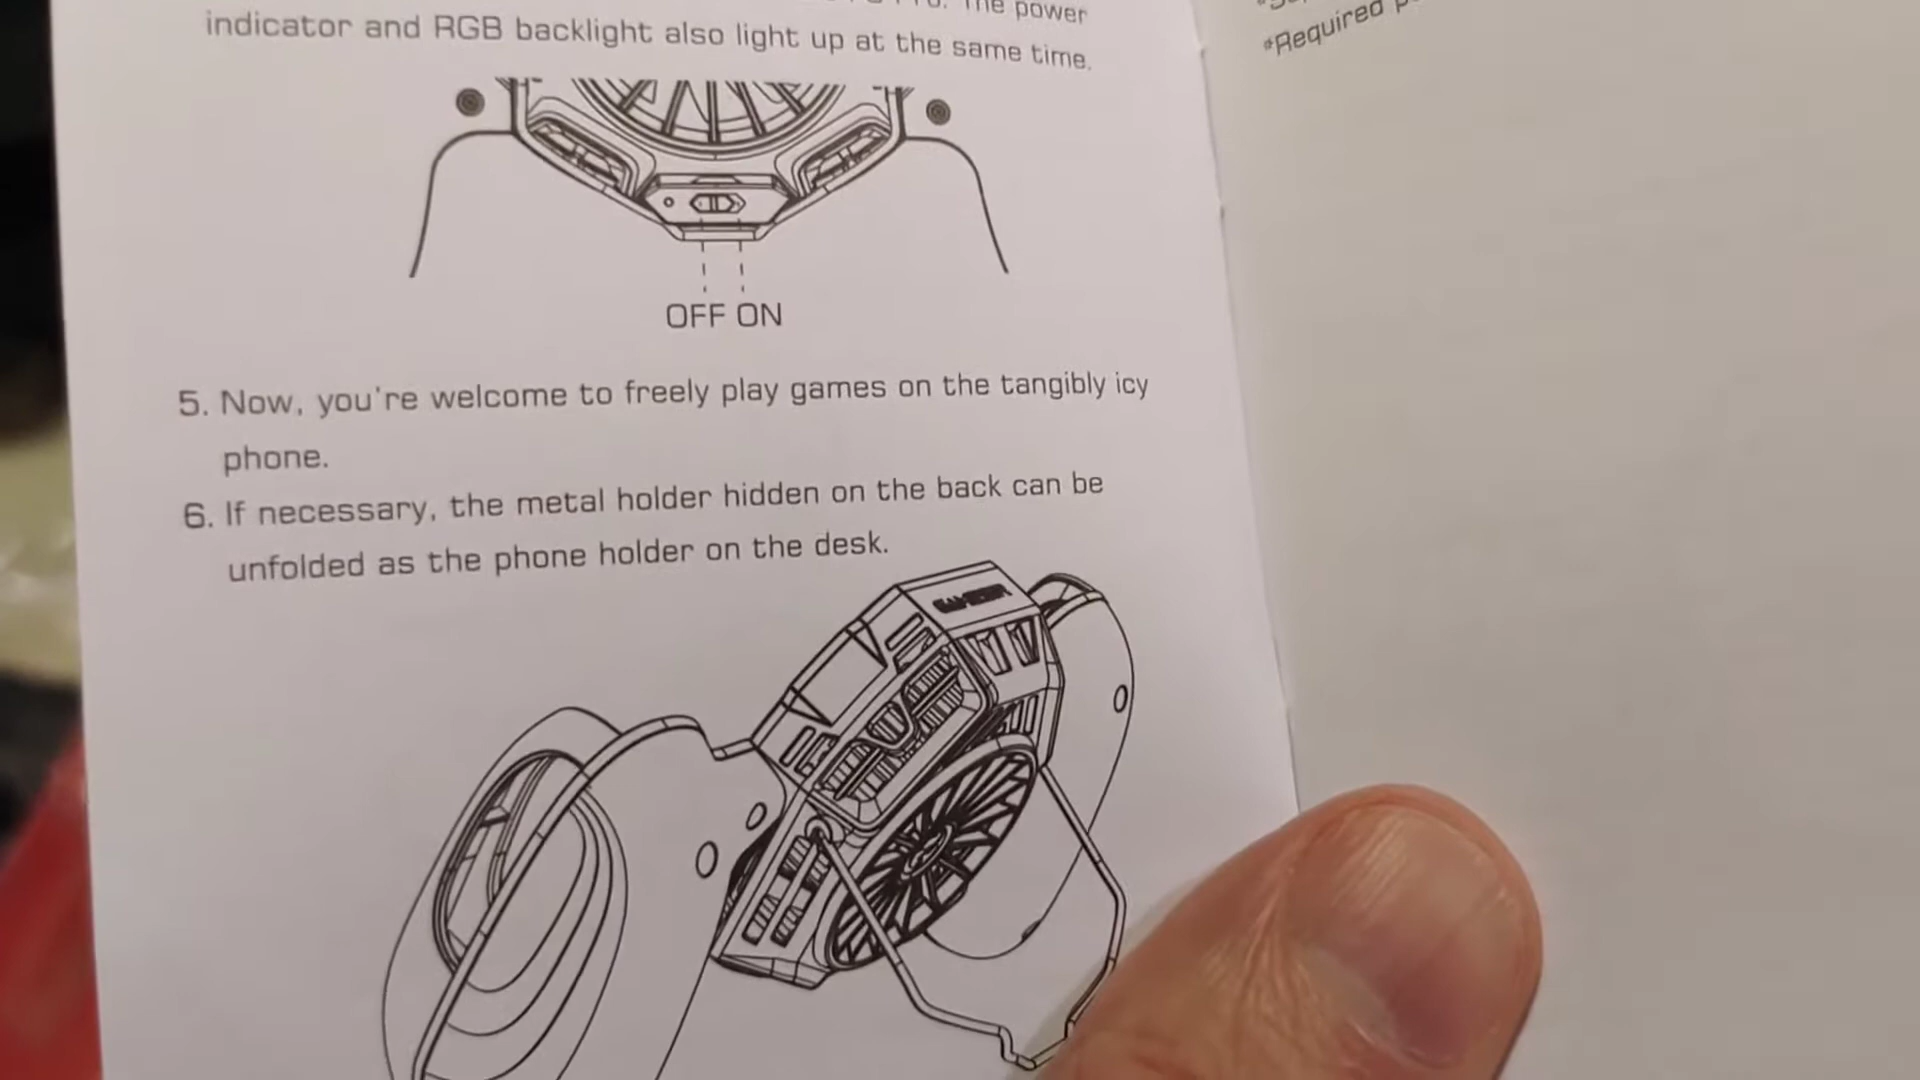 The power
indicator and RGB backlight also light up at the same time.
OFF ON
5. Now, you're welcome to freely play games on the tangibly icy
phone.
6. If necessary, the metal holder hidden on the back can be
unfolded as the phone holder on the desk.
*Required